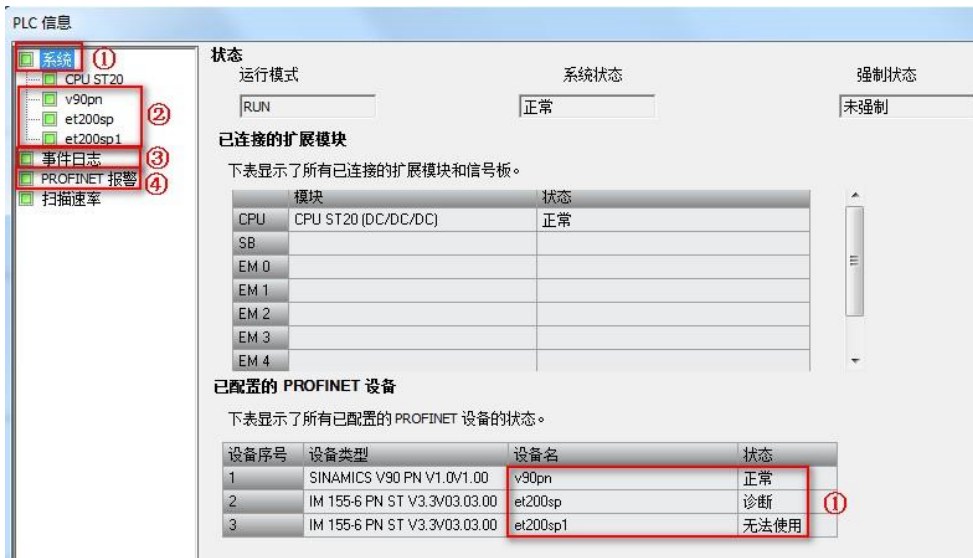 PLC 信息
系统 ①
CPU ST20
v90pn
et200sp ②
et200sp1
事件日志 ③
PROFINET 报警 ④
扫描速率
状态
运行模式 系统状态 强制状态
RUN 正常 未强制
已连接的扩展模块
下表显示了所有已连接的扩展模块和信号板。
模块 状态
CPU CPU ST20 (DC/DC/DC) 正常
SB
EM 0
EM 1
EM 2
EM 3
EM 4
已配置的 PROFINET 设备
下表显示了所有已配置的 PROFINET 设备的状态。
设备序号 设备类型 设备名 状态
1 SINAMICS V90 PN V1.0V1.00 v90pn 正常
2 IM 155-6 PN ST V3.3V03.03.00 et200sp 诊断 ①
3 IM 155-6 PN ST V3.3V03.03.00 et200sp1 无法使用